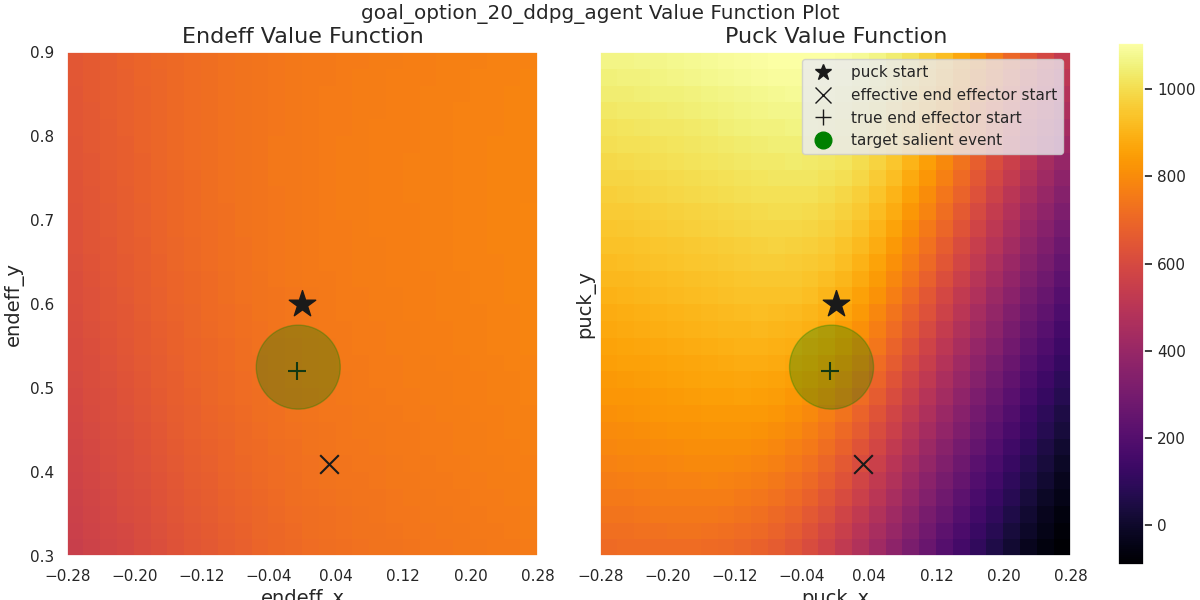 goal_option_20_ddpg_agent Value Function Plot
Endeff Value Function
Puck Value Function
0.9
0.8
0.7
0.6
0.5
0.4
0.3
endeff_y
−0.28 −0.20 −0.12 −0.04 0.04 0.12 0.20 0.28
endeff_x
puck start
effective end effector start
true end effector start
target salient event
puck_y
−0.28 −0.20 −0.12 −0.04 0.04 0.12 0.20 0.28
puck_x
1000
800
600
400
200
0